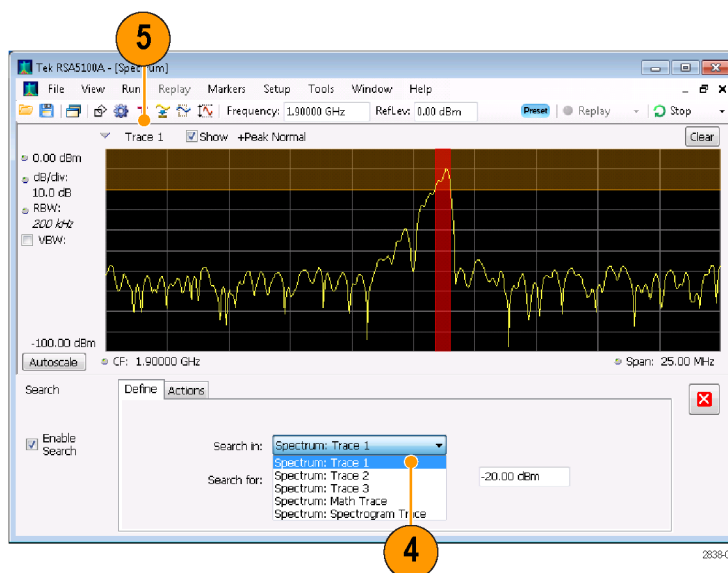 5
Tek RSA5100A - [Spectrum]
File View Run Replay Markers Setup Tools Window Help
Frequency: 1.90000 GHz RefLev: 0.00 dBm Preset Replay Stop
Trace 1 Show +Peak Normal Clear
0.00 dBm
dB/div:
10.0 dB
RBW:
200 kHz
VBW:
-100.00 dBm
Autoscale CF: 1.90000 GHz Span: 25.00 MHz
Search Define Actions
Enable
Search
Search in: Spectrum: Trace 1
Spectrum: Trace 1
Search for: Spectrum: Trace 2 -20.00 dBm
Spectrum: Trace 3
Spectrum: Math Trace
Spectrum: Spectrogram Trace
4